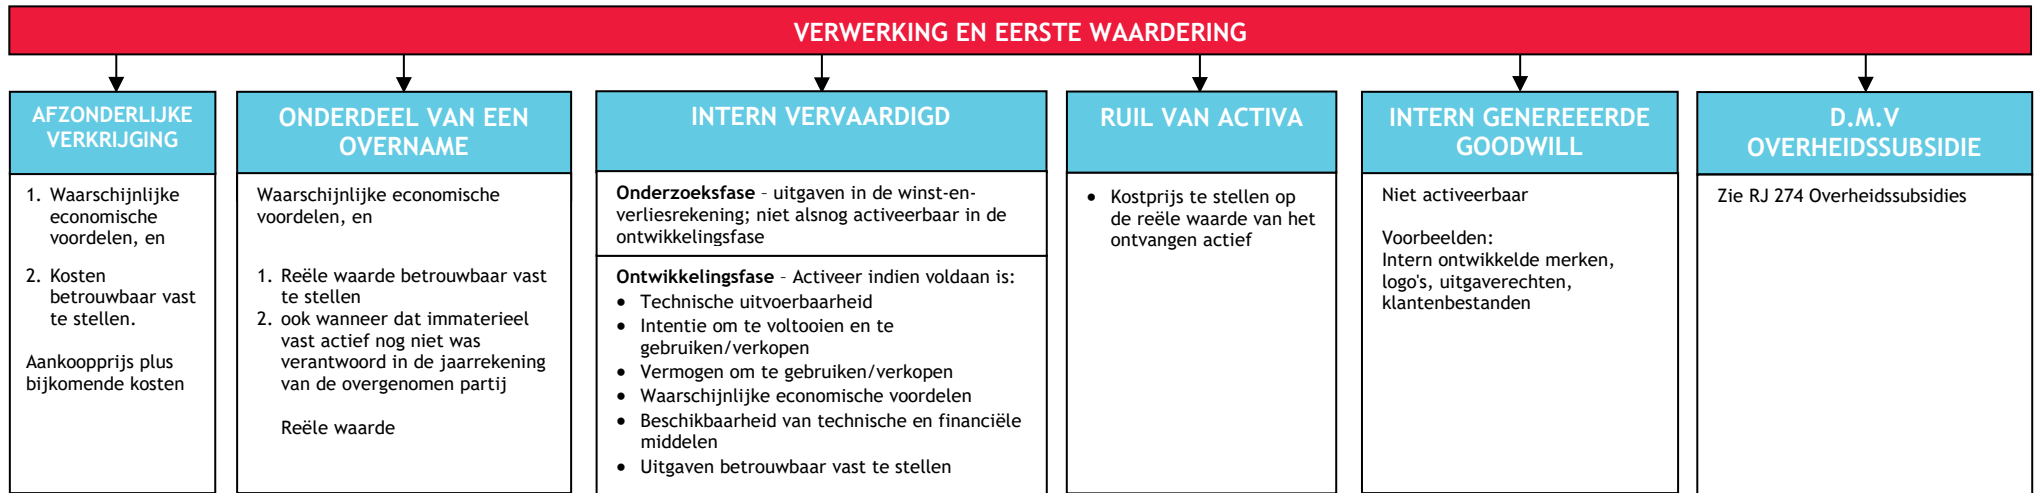 VERWERKING EN EERSTE WAARDERING
AFZONDERLIJKE
VERKRIJGING
1. Waarschijnlijke
economische
voordelen, en
2. Kosten
betrouwbaar vast
te stellen.
Aankoopprijs plus
bijkomende kosten
ONDERDEEL VAN EEN
OVERNAME
Waarschijnlijke economische
voordelen, en
1. Reële waarde betrouwbaar vast
te stellen
2. ook wanneer dat immaterieel
vast actief nog niet was
verantwoord in de jaarrekening
van de overgenomen partij
Reële waarde
INTERN VERVAARDIGD
Onderzoeksfase – uitgaven in de winst-en-
verliesrekening; niet alsnog activeerbaar in de
ontwikkelingsfase
Ontwikkelingsfase – Activeer indien voldaan is:
• Technische uitvoerbaarheid
• Intentie om te voltooien en te
gebruiken/verkopen
• Vermogen om te gebruiken/verkopen
• Waarschijnlijke economische voordelen
• Beschikbaarheid van technische en financiële
middelen
• Uitgaven betrouwbaar vast te stellen
RUIL VAN ACTIVA
• Kostprijs te stellen op
de reële waarde van het
ontvangen actief
INTERN GENEREEERDE
GOODWILL
Niet activeerbaar
Voorbeelden:
Intern ontwikkelde merken,
logo's, uitgaverechten,
klantenbestanden
D.M.V
OVERHEIDSSUBSIDIE
Zie RJ 274 Overheidssubsidies